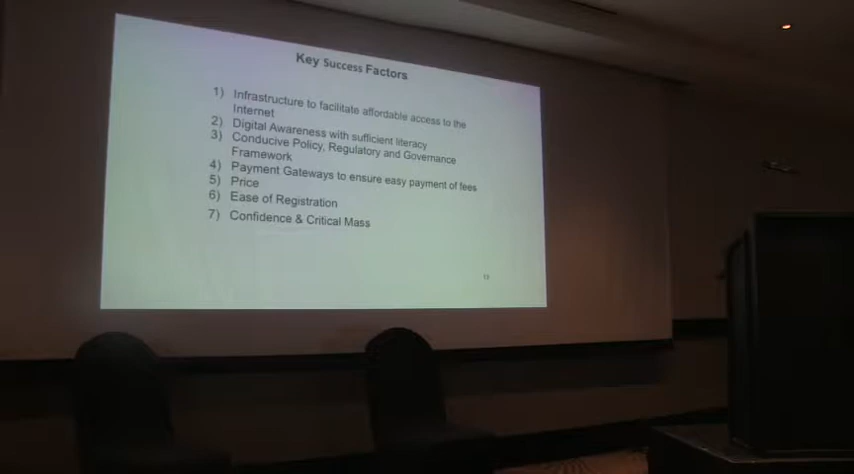 Key Success Factors
1) Infrastructure to facilitate affordable access to the
Internet
2) Digital Awareness with sufficient literacy
3) Conducive Policy, Regulatory and Governance
Framework
4) Payment Gateways to ensure easy payment of fees
5) Price
6) Ease of Registration
7) Confidence & Critical Mass